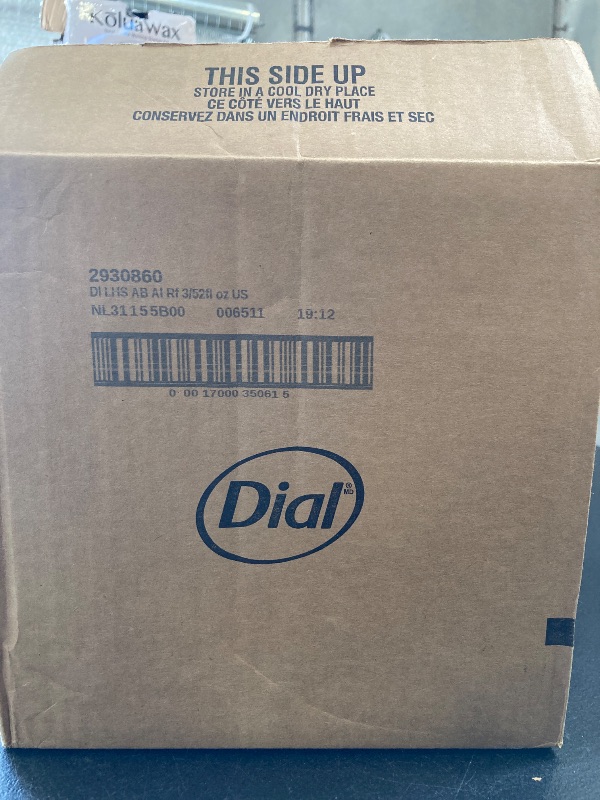 KoluaWax
THIS SIDE UP
STORE IN A COOL DRY PLACE
CE CÔTÉ VERS LE HAUT
CONSERVEZ DANS UN ENDROIT FRAIS ET SEC
2930860
DI LHS AB Al Rf 3/52fl oz US
NL31155B00 006511 19:12
0 00 17000 35061 6
Dial
® MD